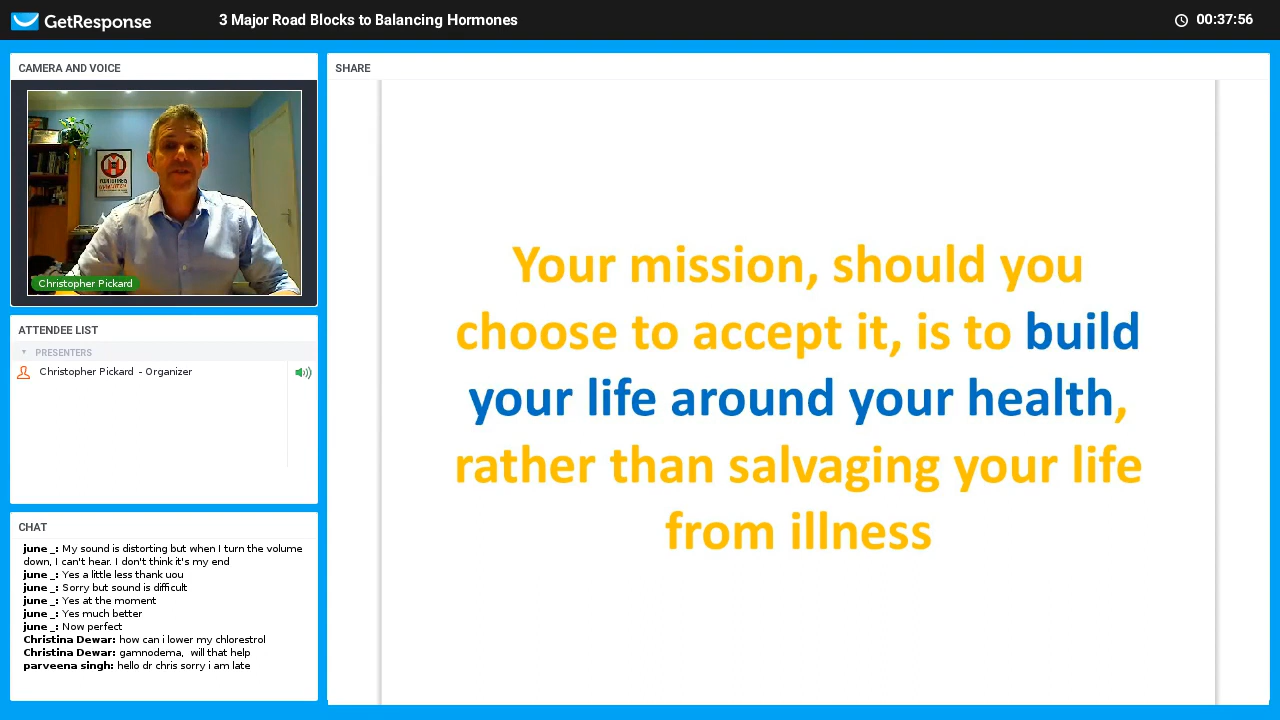 GetResponse
3 Major Road Blocks to Balancing Hormones
00:37:56
CAMERA AND VOICE
Christopher Pickard
ATTENDEE LIST
PRESENTERS
Christopher Pickard - Organizer
CHAT
june _: My sound is distorting but when I turn the volume
down, I can't hear. I don't think it's my end
june _: Yes a little less thank uou
june _: Sorry but sound is difficult
june _: Yes at the moment
june _: Yes much better
june _: Now perfect
Christina Dewar: how can i lower my chlorestrol
Christina Dewar: gamnodema, will that help
parveena singh: hello dr chris sorry i am late
SHARE
Your mission, should you
choose to accept it, is to build
your life around your health,
rather than salvaging your life
from illness